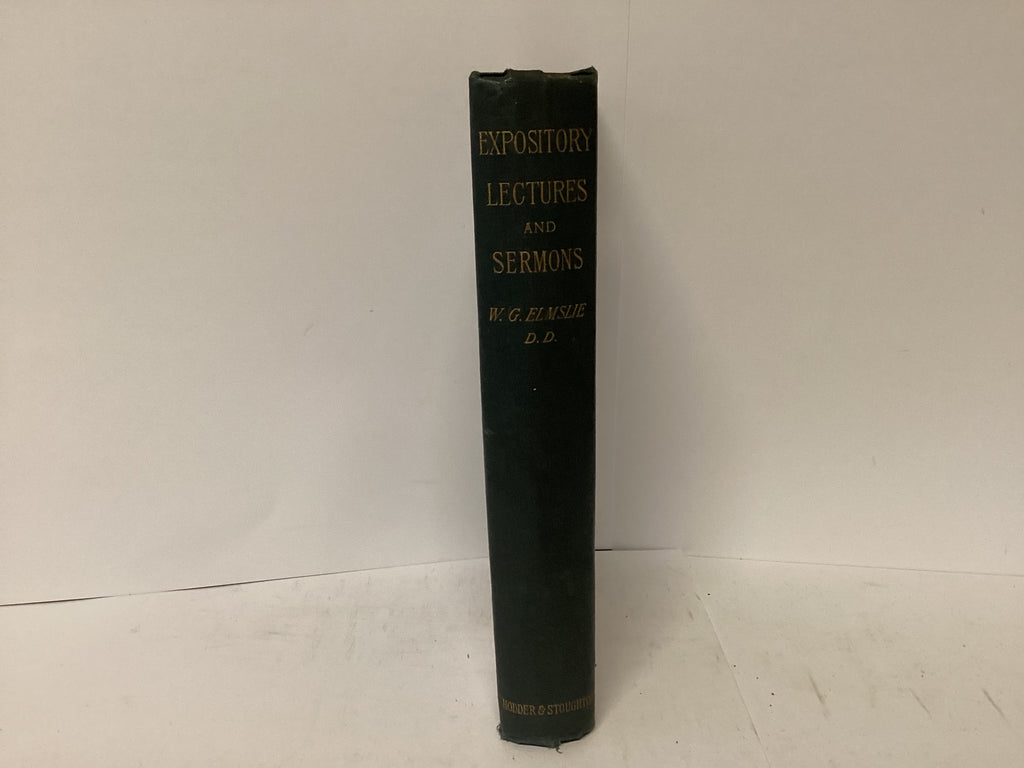 EXPOSITORY
LECTURES
AND
SERMONS
W. G. ELMSLIE
D. D.
HODDER & STOUGHTON